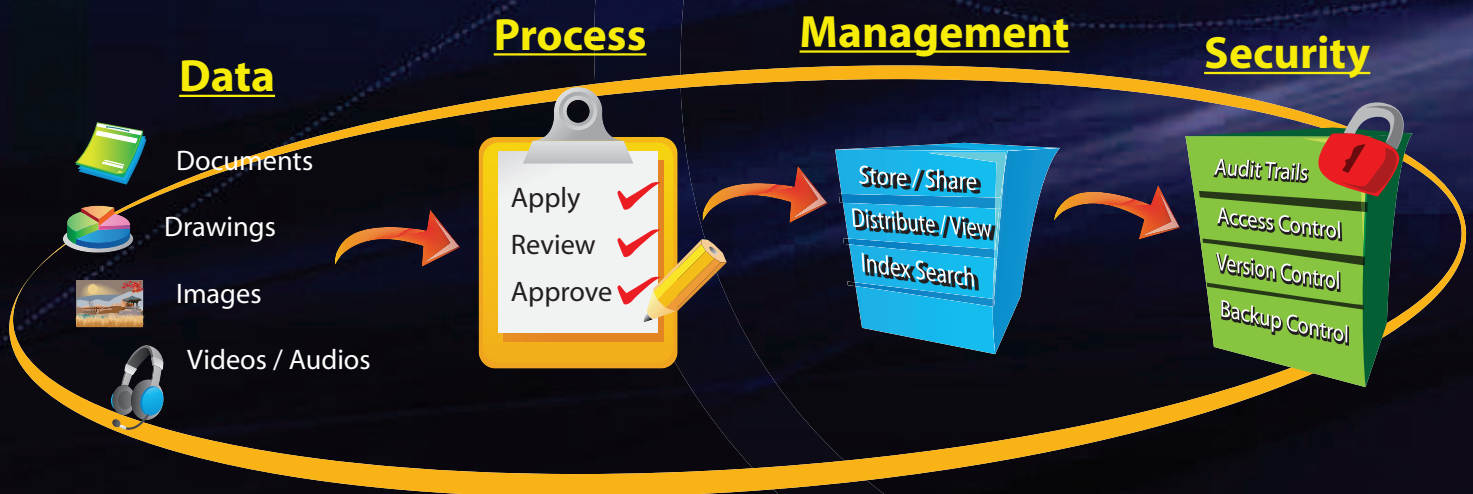 Data
Documents
Drawings
Images
Videos / Audios
Process
Apply
Review
Approve
Management
Store / Share
Distribute / View
Index Search
Security
Audit Trails
Access Control
Version Control
Backup Control